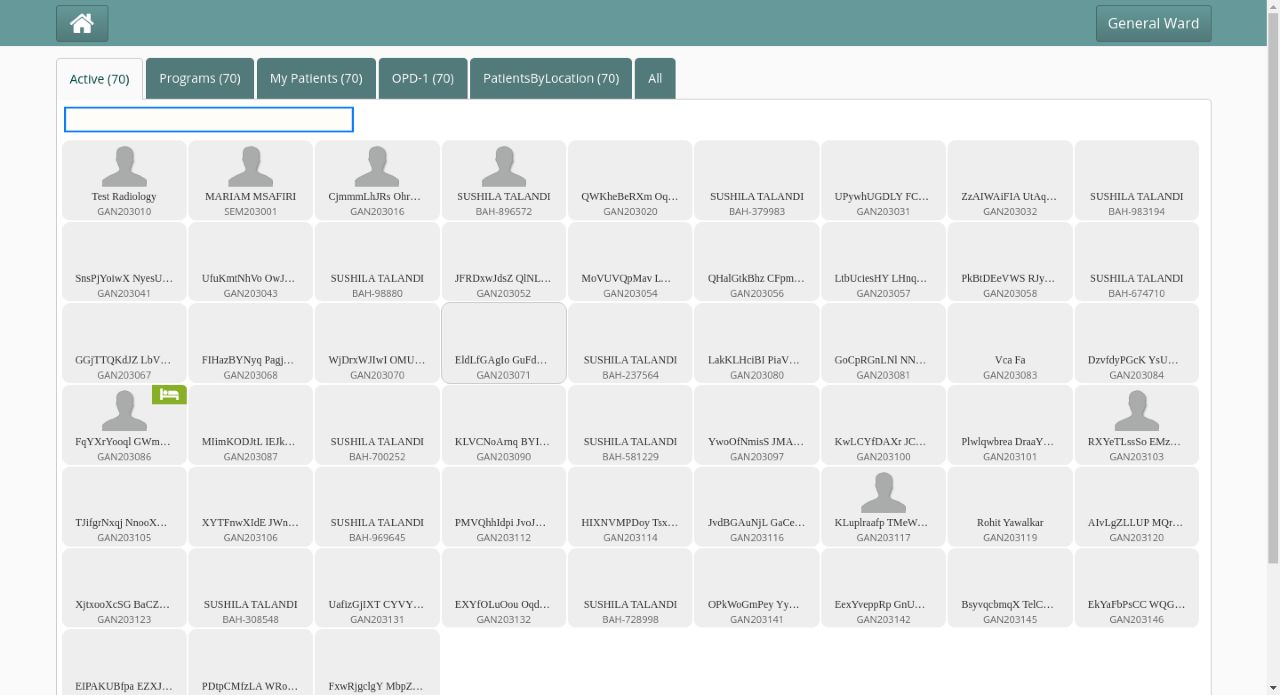 General Ward
Active (70)
Programs (70)
My Patients (70)
OPD-1 (70)
PatientsByLocation (70)
All
Test Radiology
GAN203010
MARIAM MSAFIRI
SEM203001
CjmmmLhJRs Ohr…
GAN203016
SUSHILA TALANDI
BAH-896572
QWKheBeRXm Oq…
GAN203020
SUSHILA TALANDI
BAH-379983
UPywhUGDLY FC…
GAN203031
ZzAIWAiFIA UtAq…
GAN203032
SUSHILA TALANDI
BAH-983194
SnsPjYoiwX NyesU…
GAN203041
UfuKmtNhVo OwJ…
GAN203043
SUSHILA TALANDI
BAH-98880
JFRDxwJdsZ QlNL…
GAN203052
MoVUVQpMav L…
GAN203054
QHalGtkBhz CFpm…
GAN203056
LtbUciesHY LHnq…
GAN203057
PkBtDEeVWS RJy…
GAN203058
SUSHILA TALANDI
BAH-674710
GGjTTQKdJZ LbV…
GAN203067
FIHazBYNyq Pagj…
GAN203068
WjDrxWJIwI OMU…
GAN203070
EldLfGAgIo GuFd…
GAN203071
SUSHILA TALANDI
BAH-237564
LakKLHciBI PiaV…
GAN203080
GoCpRGnLNl NN…
GAN203081
Vca Fa
GAN203083
DzvfdyPGcK YsU…
GAN203084
FqYXrYooql GWm…
GAN203086
MIimKODJtL IEJk…
GAN203087
SUSHILA TALANDI
BAH-700252
KLVCNoArnq BYI…
GAN203090
SUSHILA TALANDI
BAH-581229
YwoOfNmisS JMA…
GAN203097
KwLCYfDAXr JC…
GAN203100
Plwlqwbrea DraaY…
GAN203101
RXYeTLssSo EMz…
GAN203103
TJifgrNxqj NnooX…
GAN203105
XYTFnwXIdE JWn…
GAN203106
SUSHILA TALANDI
BAH-969645
PMVQhhIdpi JvoJ…
GAN203112
HIXNVMPDoy Tsx…
GAN203114
JvdBGAuNjL GaCe…
GAN203116
KLuplraafp TMeW…
GAN203117
Rohit Yawalkar
GAN203119
AIvLgZLLUP MQr…
GAN203120
XjtxooXcSG BaCZ…
GAN203123
SUSHILA TALANDI
BAH-308548
UafizGjIXT CYVY…
GAN203131
EXYfOLuOou Oqd…
GAN203132
SUSHILA TALANDI
BAH-728998
OPkWoGmPey Yy…
GAN203141
EexYveppRp GnU…
GAN203142
BsyvqcbmqX TelC…
GAN203145
EkYaFbPsCC WQG…
GAN203146
EIPAKUBfpa EZXJ…
PDtpCMfzLA WRo…
FxwRjgclgY MbpZ…